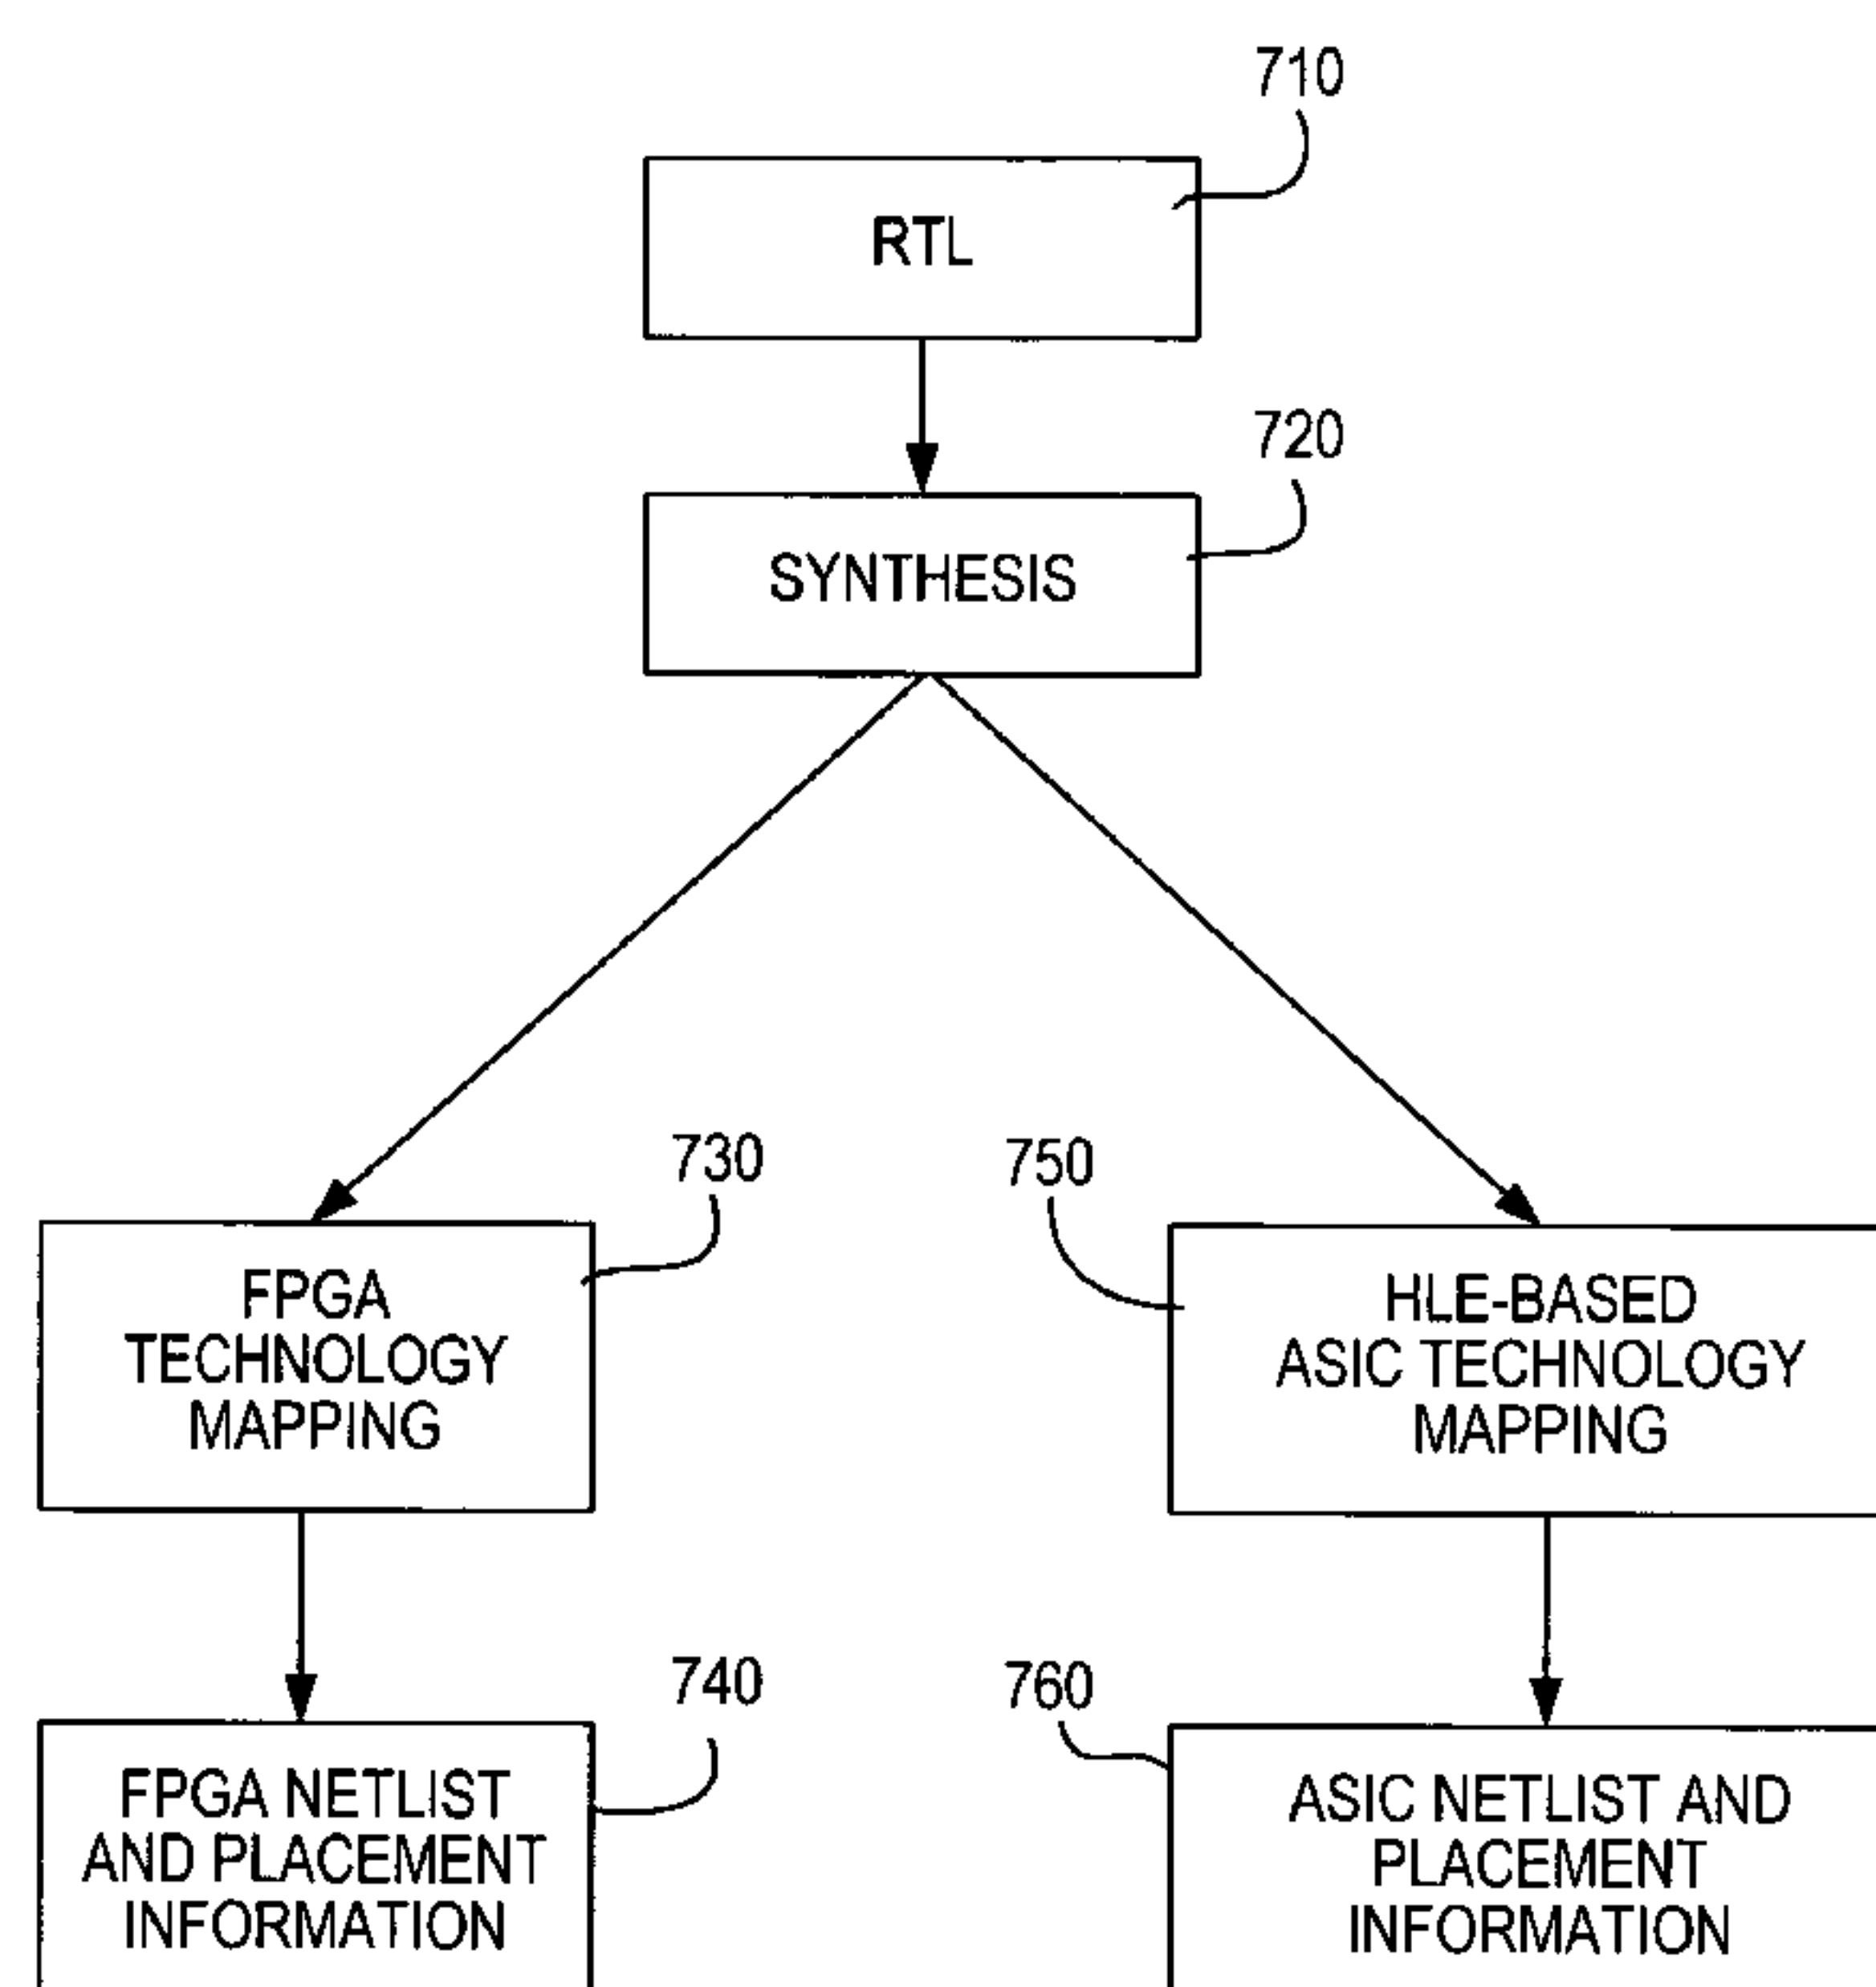 710
RTL
720
SYNTHESIS
730
750
FPGA
TECHNOLOGY
MAPPING
HLE-BASED
ASIC TECHNOLOGY
MAPPING
740
760
FPGA NETLIST
AND PLACEMENT
INFORMATION
ASIC NETLIST AND
PLACEMENT
INFORMATION